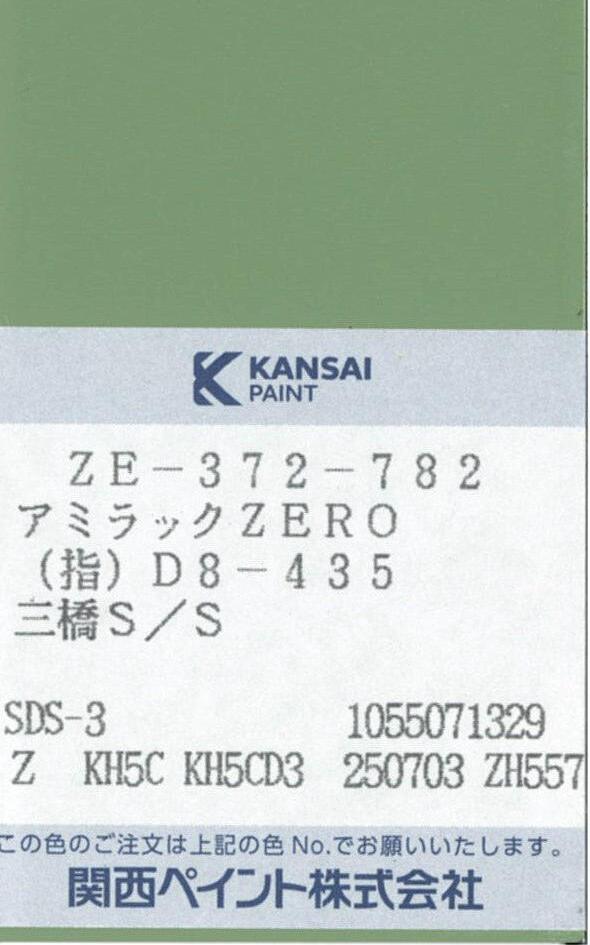 KANSAI
PAINT
ZE－372－782
アミラックZERO
（指）D8－435
三橋S／S
SDS-3 1055071329
Z KH5C KH5CD3 250703 ZH557
この色のご注文は上記の色 No.でお願いいたします。
関西ペイント株式会社